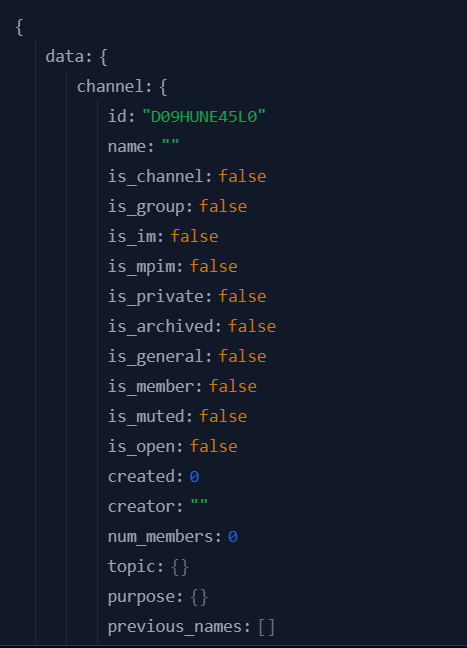 {
data: {
channel: {
id: "D09HUNE45L0"
name: ""
is_channel: false
is_group: false
is_im: false
is_mpim: false
is_private: false
is_archived: false
is_general: false
is_member: false
is_muted: false
is_open: false
created: 0
creator: ""
num_members: 0
topic: {}
purpose: {}
previous_names: []